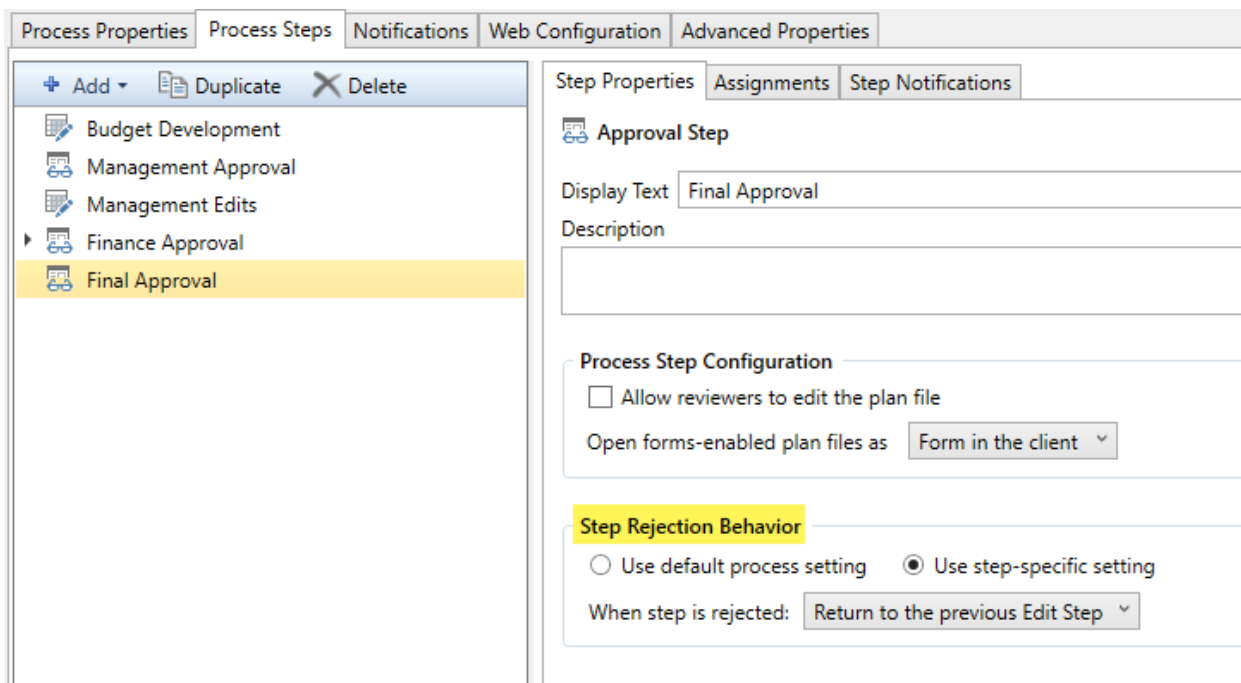 Process Properties Process Steps Notifications Web Configuration Advanced Properties
Add Duplicate Delete
Budget Development
Management Approval
Management Edits
Finance Approval
Final Approval
Step Properties Assignments Step Notifications
Approval Step
Display Text Final Approval
Description
Process Step Configuration
Allow reviewers to edit the plan file
Open forms-enabled plan files as Form in the client
Step Rejection Behavior
Use default process setting Use step-specific setting
When step is rejected: Return to the previous Edit Step